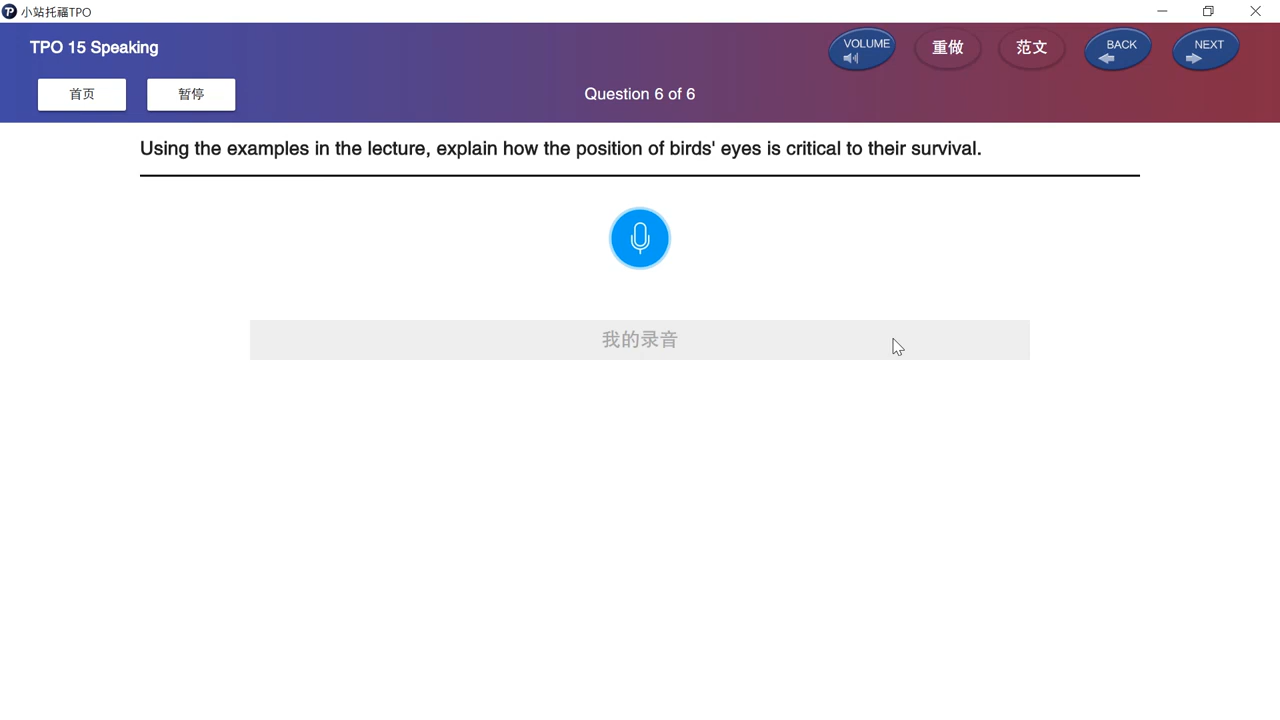 小站托福TPO
TPO 15 Speaking
VOLUME
重做
范文
BACK
NEXT
首页
暂停
Question 6 of 6
Using the examples in the lecture, explain how the position of birds' eyes is critical to their survival.
我的录音